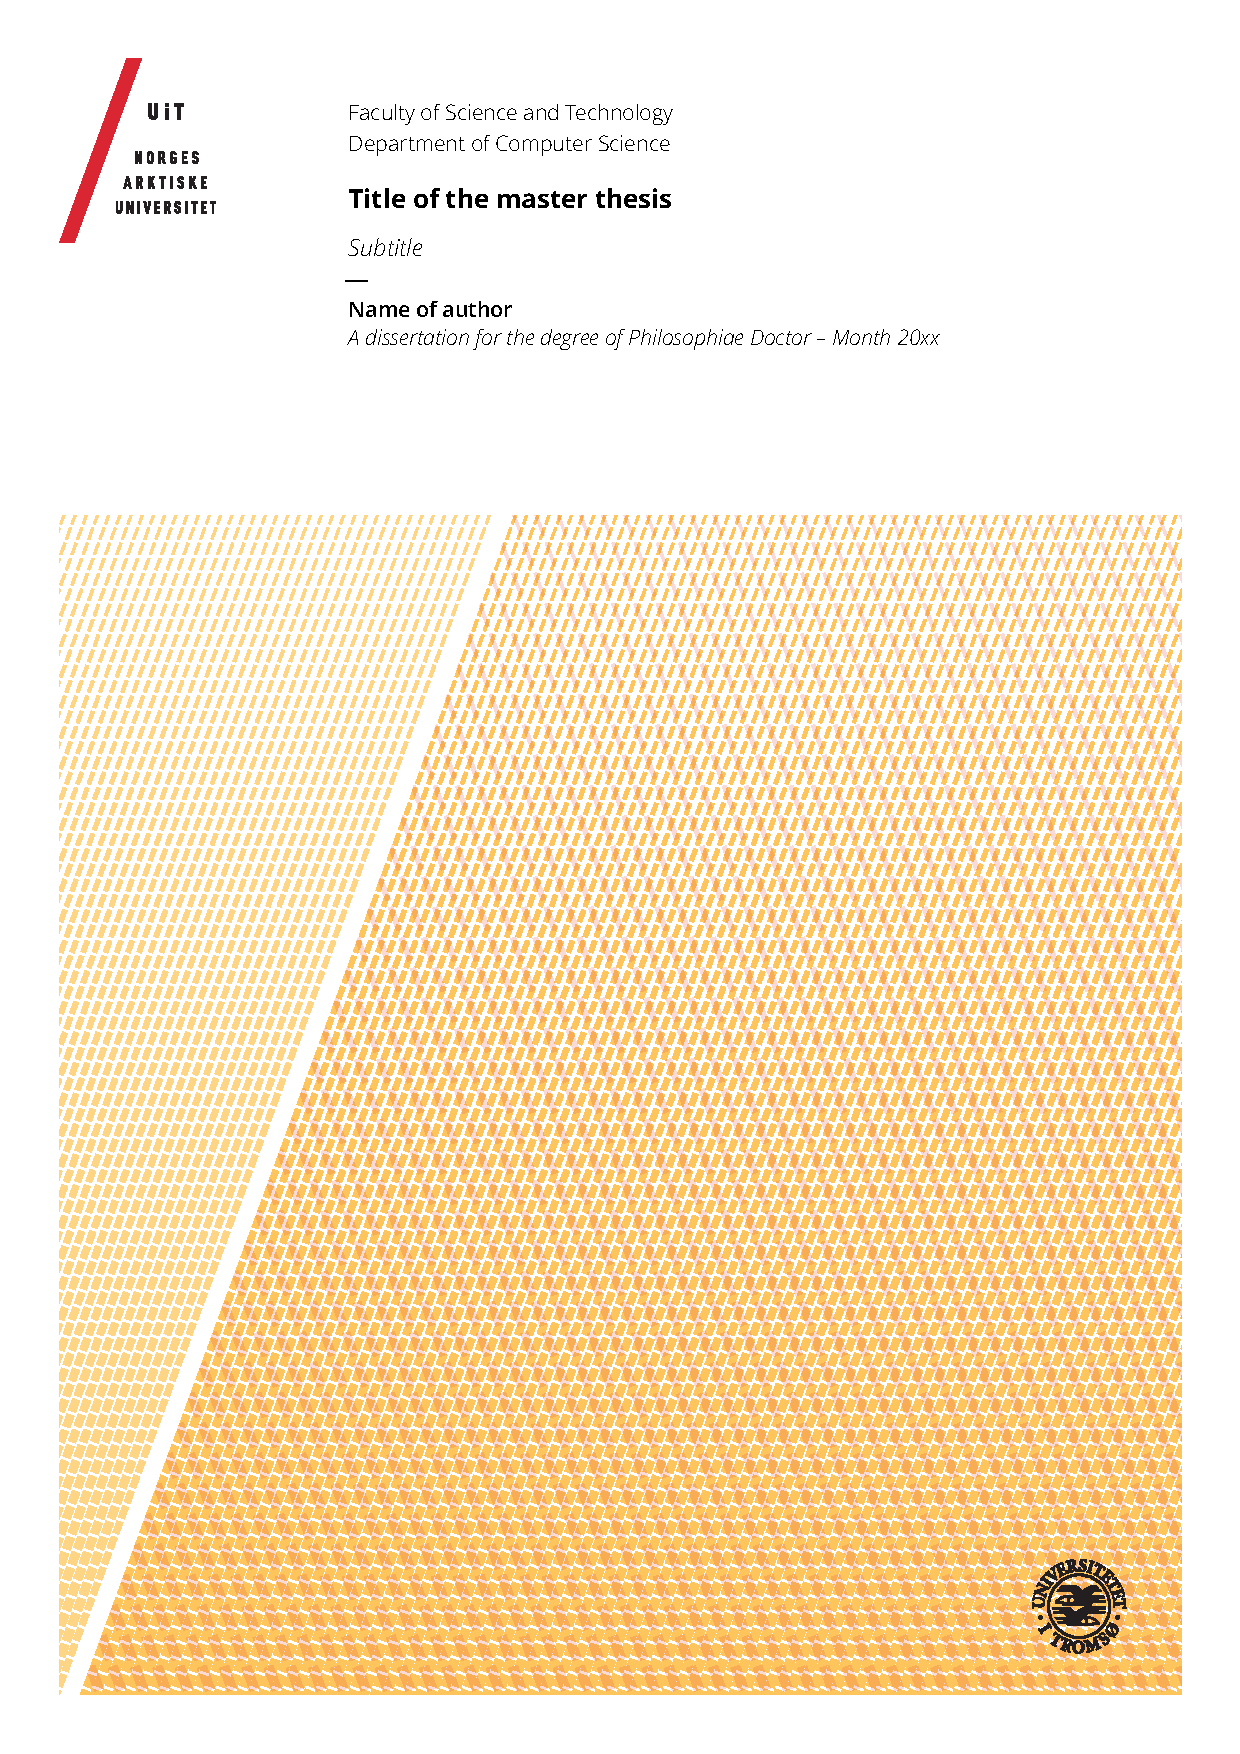 UiT
NORGES
ARKTISKE
UNIVERSITET
Faculty of Science and Technology
Department of Computer Science
Title of the master thesis
Subtitle
—
Name of author
A dissertation for the degree of Philosophiae Doctor – Month 20xx
UNIVERSITETET
· I TROMSØ ·